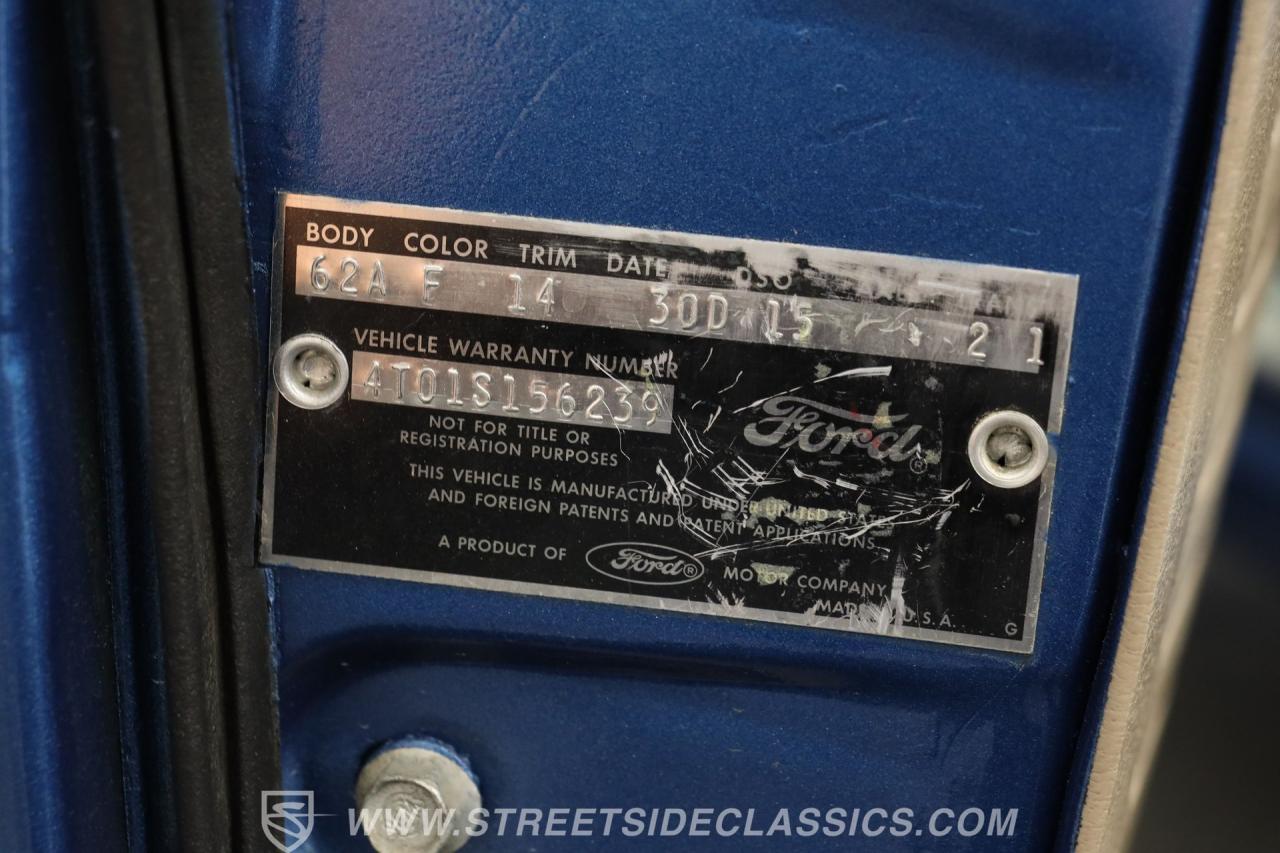 BODY COLOR TRIM DATE DSO
62A F 14 30D 15 2 1
VEHICLE WARRANTY NUMBER
4T01S156239
NOT FOR TITLE OR
REGISTRATION PURPOSES
Ford®
THIS VEHICLE IS MANUFACTURED UNDER UNITED STATES
AND FOREIGN PATENTS AND PATENT APPLICATIONS
A PRODUCT OF Ford® MOTOR COMPANY
MADE U.S.A.
G
WWW.STREETSIDECLASSICS.COM